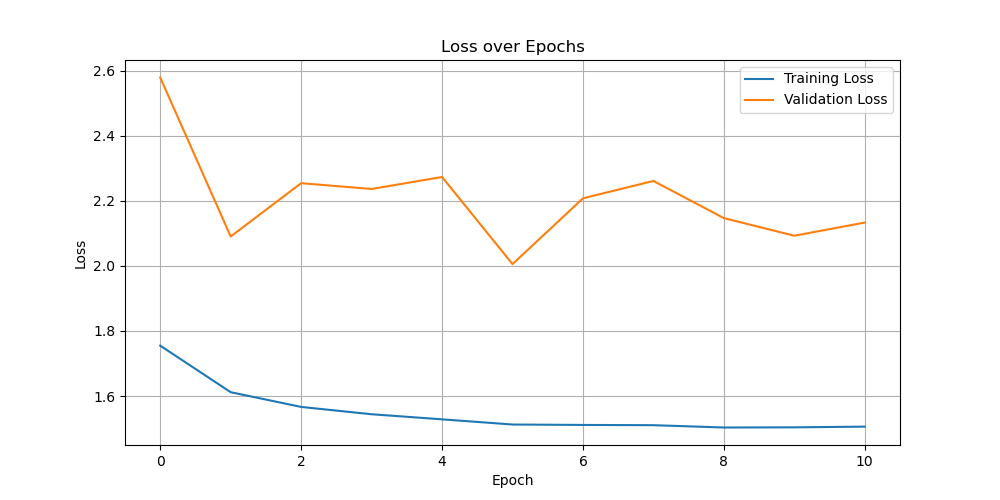 Loss over Epochs
Training Loss
Validation Loss
2.6
2.4
2.2
2.0
1.8
1.6
Loss
0 2 4 6 8 10
Epoch